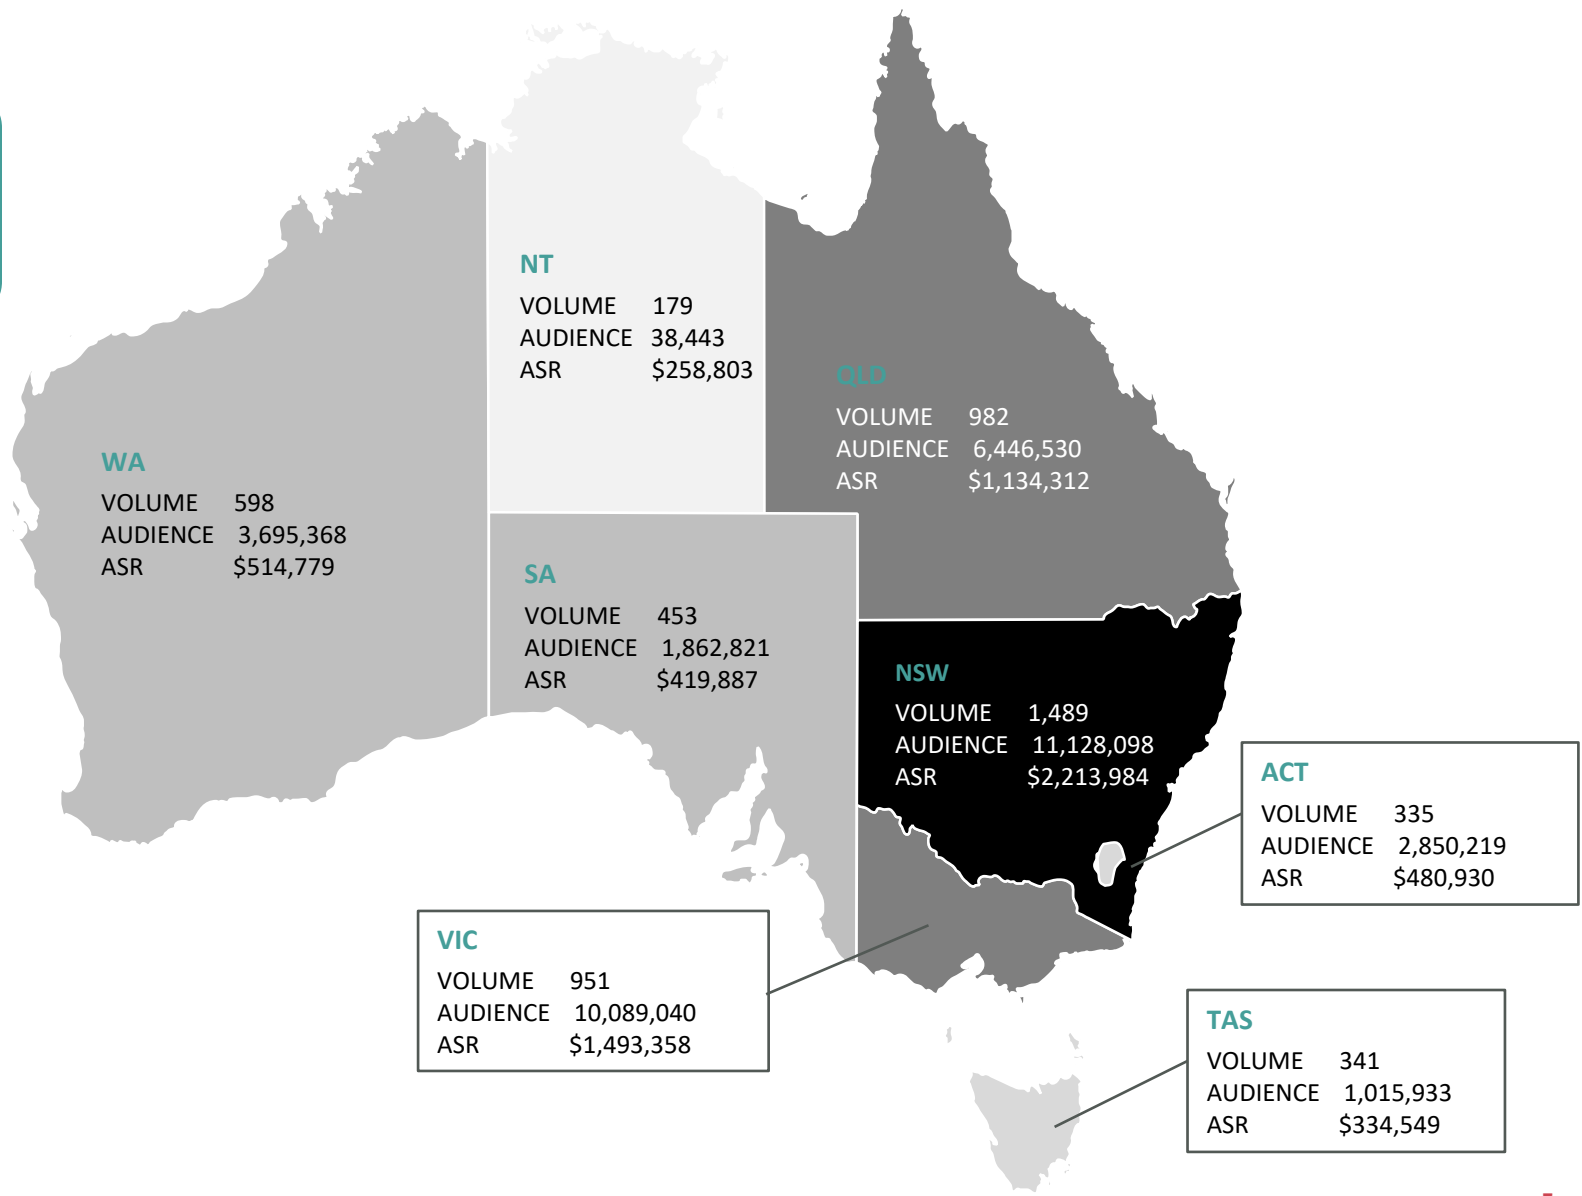 NT
VOLUME 179
AUDIENCE 38,443
ASR $258,803
QLD
VOLUME 982
AUDIENCE 6,446,530
ASR $1,134,312
WA
VOLUME 598
AUDIENCE 3,695,368
ASR $514,779
SA
VOLUME 453
AUDIENCE 1,862,821
ASR $419,887
NSW
VOLUME 1,489
AUDIENCE 11,128,098
ASR $2,213,984
ACT
VOLUME 335
AUDIENCE 2,850,219
ASR $480,930
VIC
VOLUME 951
AUDIENCE 10,089,040
ASR $1,493,358
TAS
VOLUME 341
AUDIENCE 1,015,933
ASR $334,549